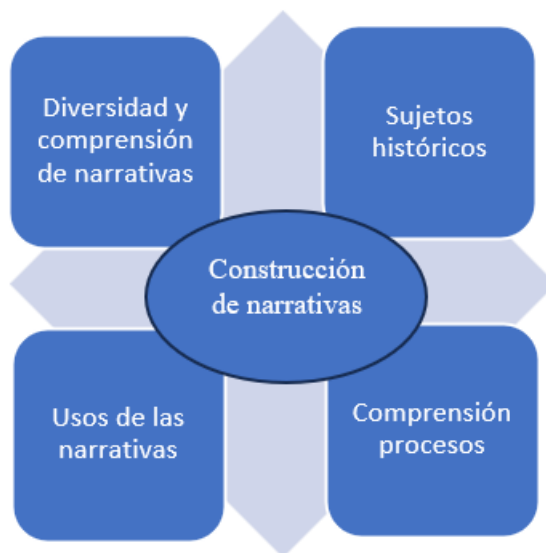 Diversidad y
comprensión
de narrativas
Sujetos
históricos
Construcción
de narrativas
Usos de las
narrativas
Comprensión
procesos